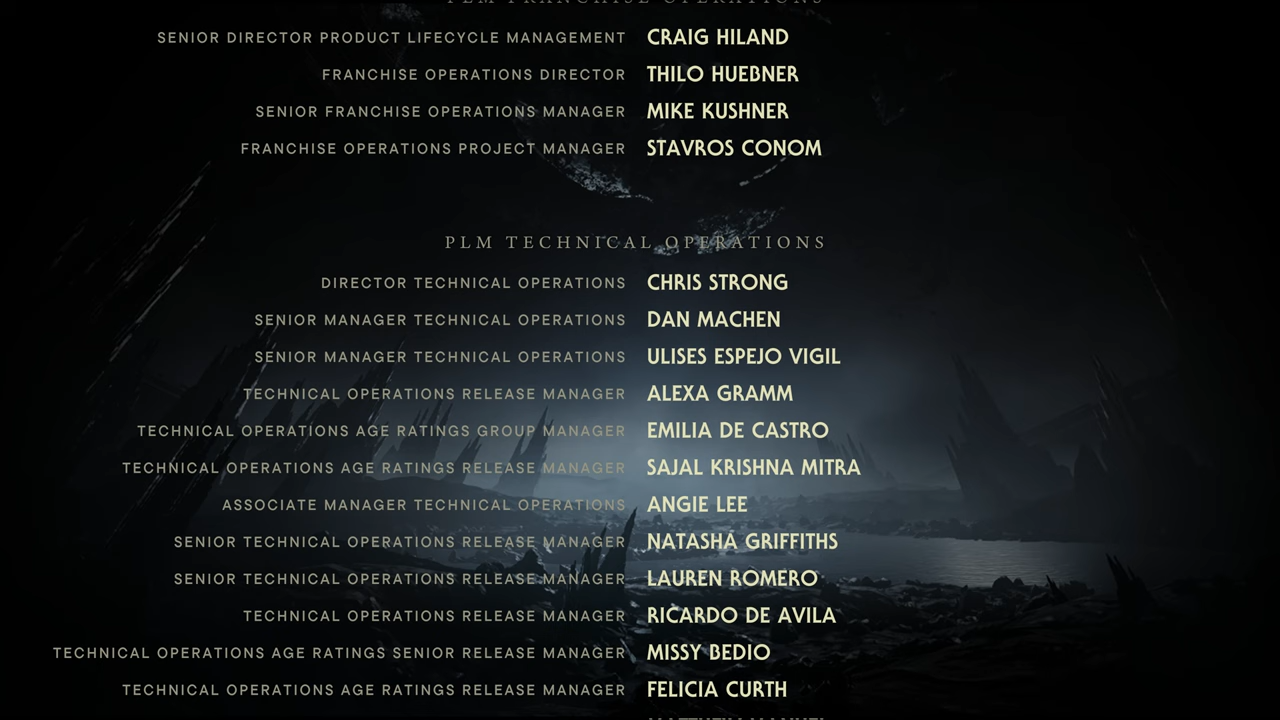 PLM FRANCHISE OPERATIONS
SENIOR DIRECTOR PRODUCT LIFECYCLE MANAGEMENT CRAIG HILAND
FRANCHISE OPERATIONS DIRECTOR THILO HUEBNER
SENIOR FRANCHISE OPERATIONS MANAGER MIKE KUSHNER
FRANCHISE OPERATIONS PROJECT MANAGER STAVROS CONOM
PLM TECHNICAL OPERATIONS
DIRECTOR TECHNICAL OPERATIONS CHRIS STRONG
SENIOR MANAGER TECHNICAL OPERATIONS DAN MACHEN
SENIOR MANAGER TECHNICAL OPERATIONS ULISES ESPEJO VIGIL
TECHNICAL OPERATIONS RELEASE MANAGER ALEXA GRAMM
TECHNICAL OPERATIONS AGE RATINGS GROUP MANAGER EMILIA DE CASTRO
TECHNICAL OPERATIONS AGE RATINGS RELEASE MANAGER SAJAL KRISHNA MITRA
ASSOCIATE MANAGER TECHNICAL OPERATIONS ANGIE LEE
SENIOR TECHNICAL OPERATIONS RELEASE MANAGER NATASHA GRIFFITHS
SENIOR TECHNICAL OPERATIONS RELEASE MANAGER LAUREN ROMERO
TECHNICAL OPERATIONS RELEASE MANAGER RICARDO DE AVILA
TECHNICAL OPERATIONS AGE RATINGS SENIOR RELEASE MANAGER MISSY BEDIO
TECHNICAL OPERATIONS AGE RATINGS RELEASE MANAGER FELICIA CURTH